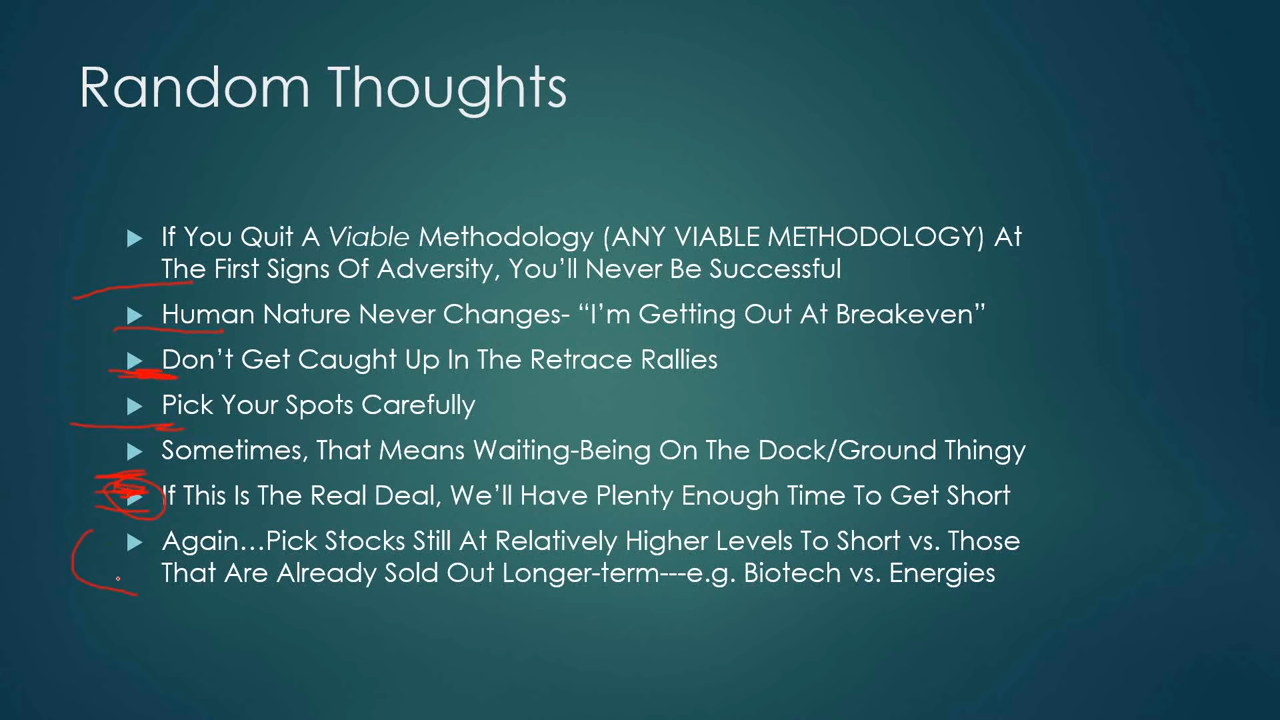 Random Thoughts
If You Quit A Viable Methodology (ANY VIABLE METHODOLOGY) At
The First Signs Of Adversity, You’ll Never Be Successful
Human Nature Never Changes- “I’m Getting Out At Breakeven”
Don’t Get Caught Up In The Retrace Rallies
Pick Your Spots Carefully
Sometimes, That Means Waiting-Being On The Dock/Ground Thingy
If This Is The Real Deal, We’ll Have Plenty Enough Time To Get Short
Again…Pick Stocks Still At Relatively Higher Levels To Short vs. Those
That Are Already Sold Out Longer-term---e.g. Biotech vs. Energies